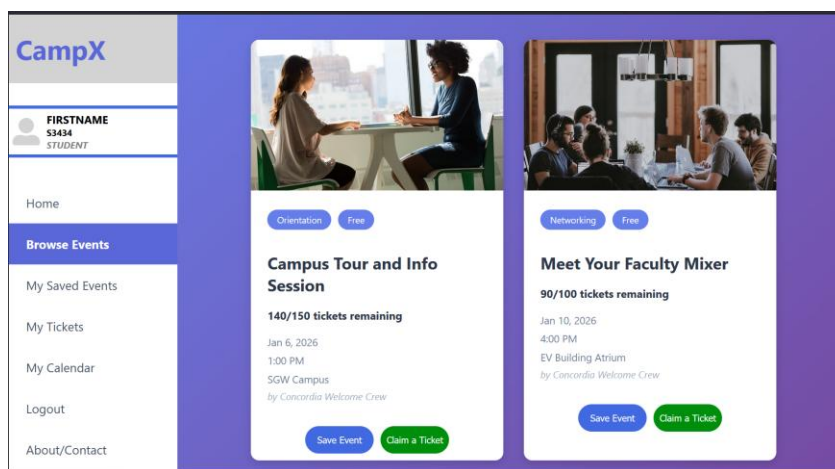 CampX
FIRSTNAME
S3434
STUDENT
Home
Browse Events
My Saved Events
My Tickets
My Calendar
Logout
About/Contact
Orientation
Free
Campus Tour and Info
Session
140/150 tickets remaining
Jan 6, 2026
1:00 PM
SGW Campus
by Concordia Welcome Crew
Save Event
Claim a Ticket
Networking
Free
Meet Your Faculty Mixer
90/100 tickets remaining
Jan 10, 2026
4:00 PM
EV Building Atrium
by Concordia Welcome Crew
Save Event
Claim a Ticket